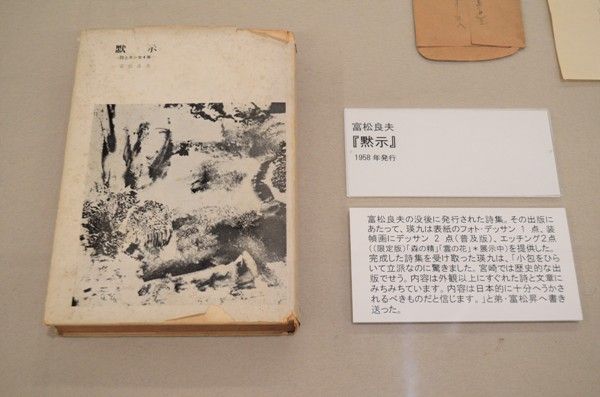 黙示
富松良夫
『黙示』
1958 年発行
富松良夫の没後に発行された詩集。その出版に
あたって、瑛九は表紙のフォト・デッサン 1 点、装
幀画にデッサン 2 点(普及版)、エッチング2点
((限定版)「森の精」「霊の花」＊展示中)を提供した。
完成した詩集を受け取った瑛九は、「小包をひら
いて立派なのに驚きました。宮崎では歴史的な出
版でせう。内容は外観以上にすぐれた詩と文章に
みちみちています。内容は日本的に十分へうかさ
れるべきものだと信じます。」と弟・富松昇へ書き
送った。